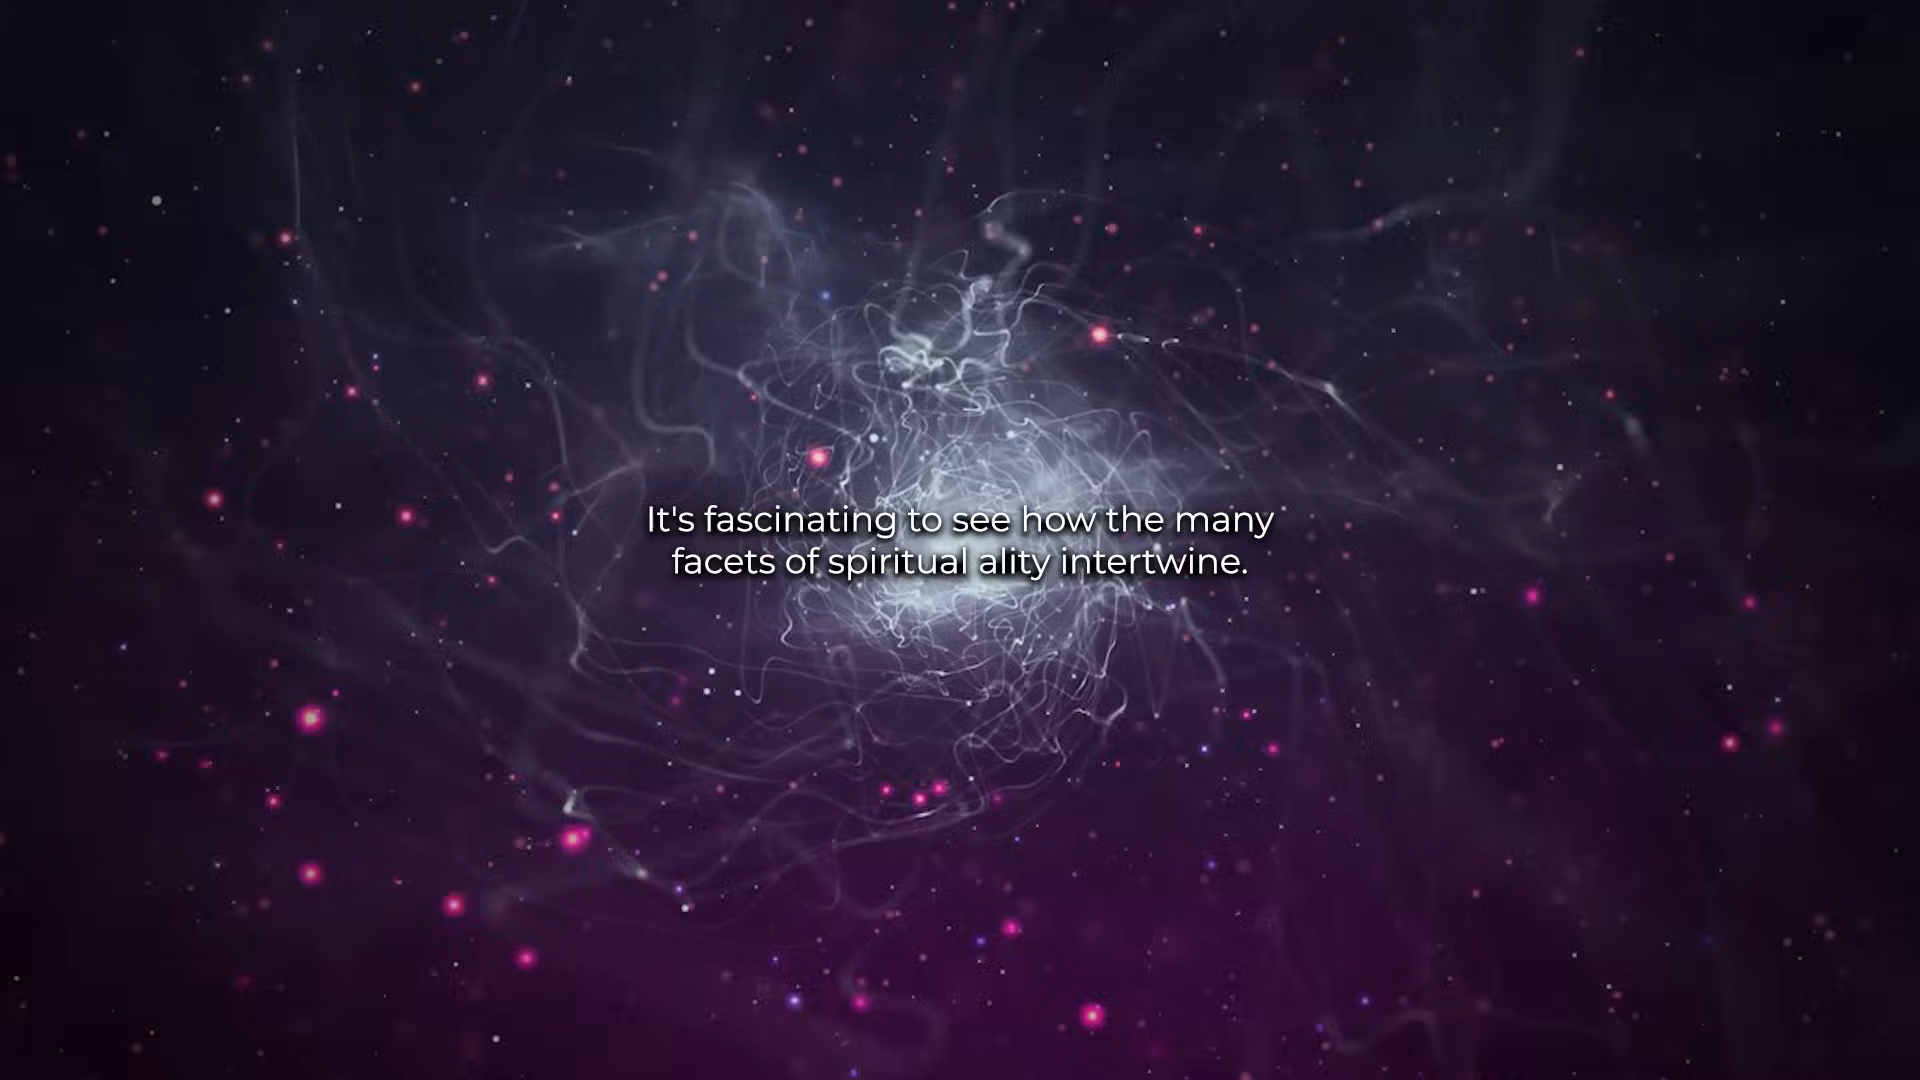 It's fascinating to see how the many
facets of spiritual ality intertwine.